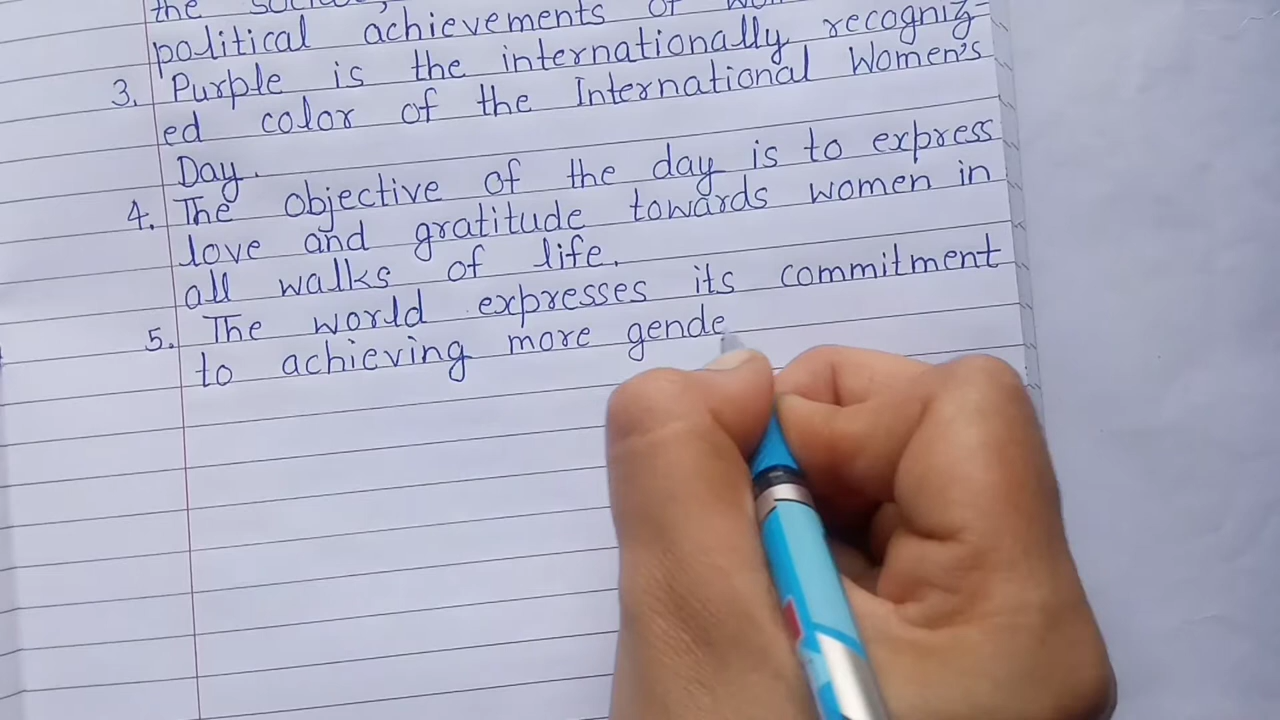 the
political achievements of
3. Purple is the internationally recogniz-
ed color of the International Women's
Day.
4. The objective of the day is to express
love and gratitude towards women in
all walks of life.
5. The world expresses its commitment
to achieving more gende